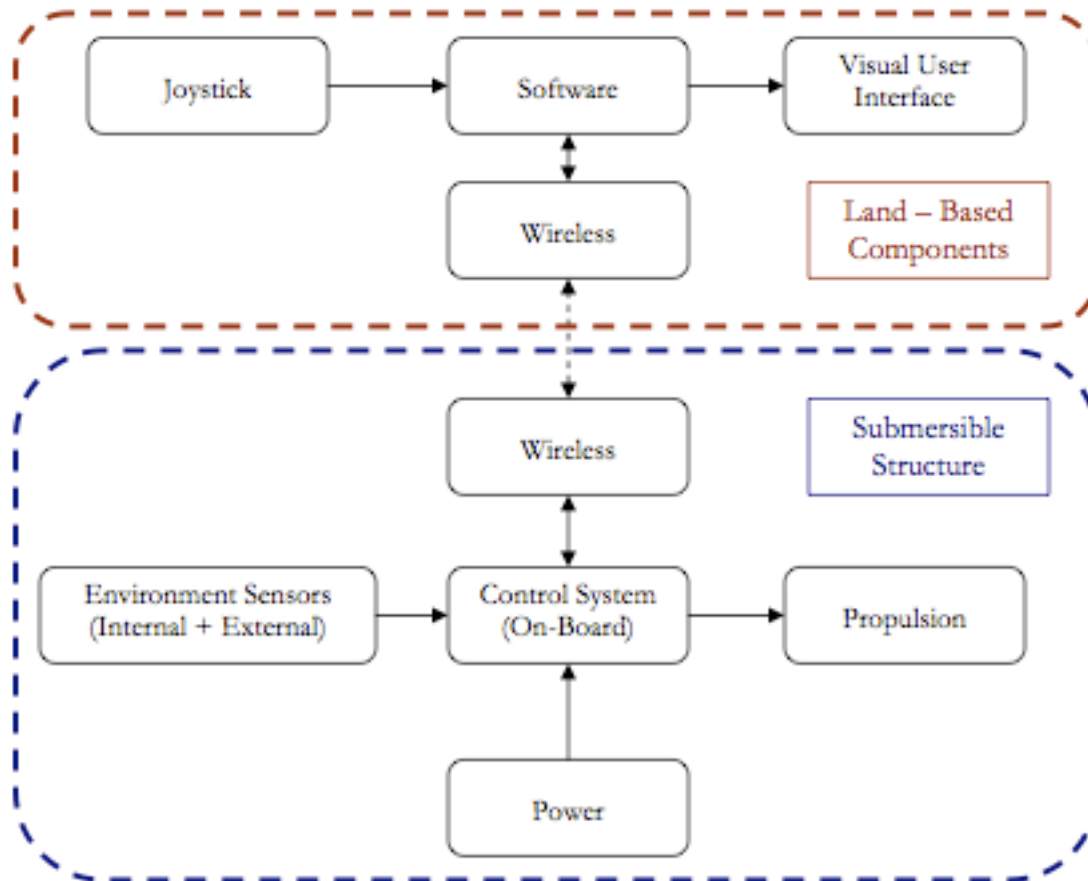 Joystick
Software
Visual User
Interface
Wireless
Land – Based
Components
Wireless
Submersible
Structure
Environment Sensors
(Internal + External)
Control System
(On-Board)
Propulsion
Power